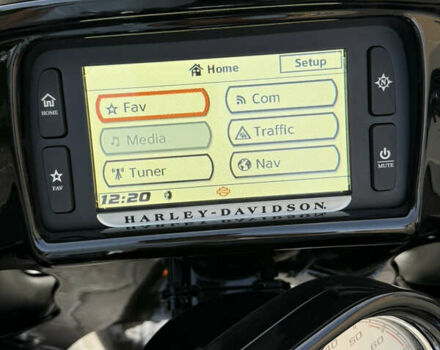 Home
Setup
Fav
Com
Media
Traffic
Tuner
Nav
12:20
HARLEY-DAVIDSON
HOME
FAV
MUTE